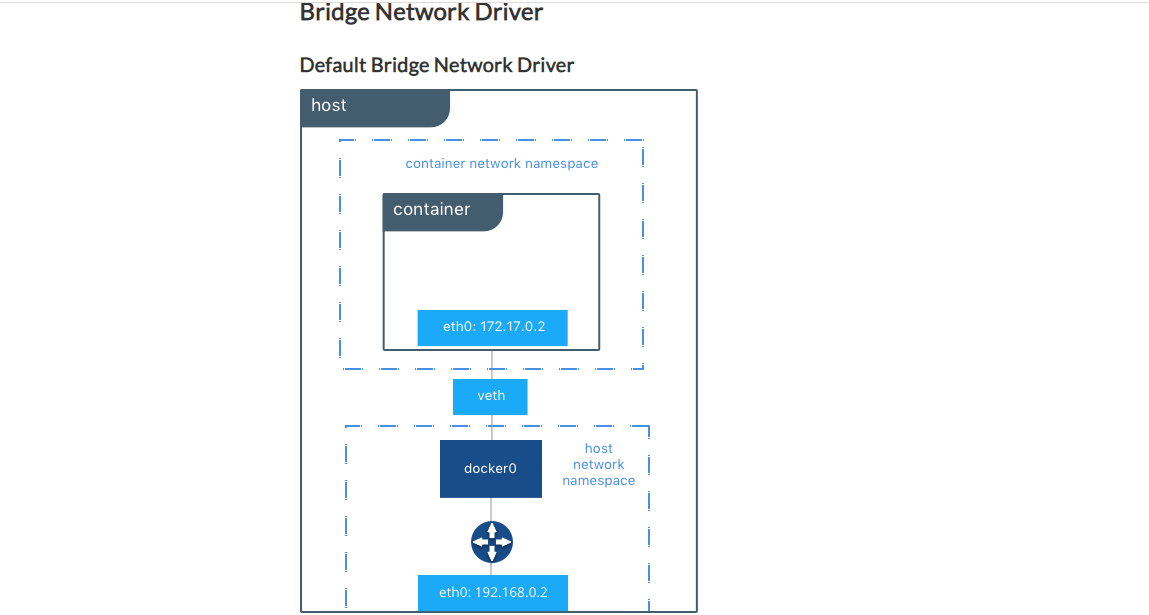 Bridge Network Driver
Default Bridge Network Driver
host
container network namespace
container
eth0: 172.17.0.2
veth
docker0
host
network
namespace
eth0: 192.168.0.2